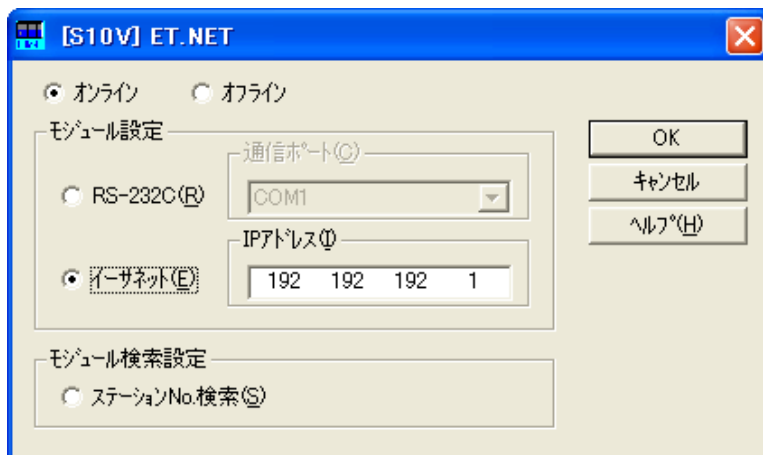 [S10V] ET.NET
オンライン オフライン
モジュール設定
通信ポート(C)
RS-232C(R)
COM1
IPアドレス(I)
イーサネット(E)
192 192 192 1
モジュール検索設定
ステーションNo.検索(S)
OK
キャンセル
ヘルプ(H)